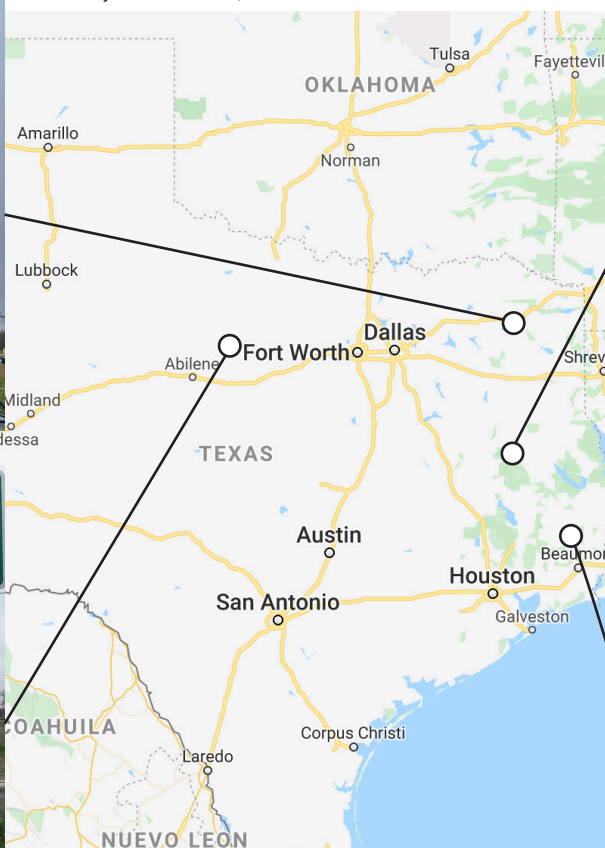 Tulsa
Fayettevil
OKLAHOMA
Amarillo
Norman
Lubbock
Dallas
Fort Worth
Abilene
Shrev
Midland
dessa
TEXAS
Austin
Beaumon
Houston
San Antonio
Galveston
COAHUILA
Corpus Christi
Laredo
NUEVO LEON